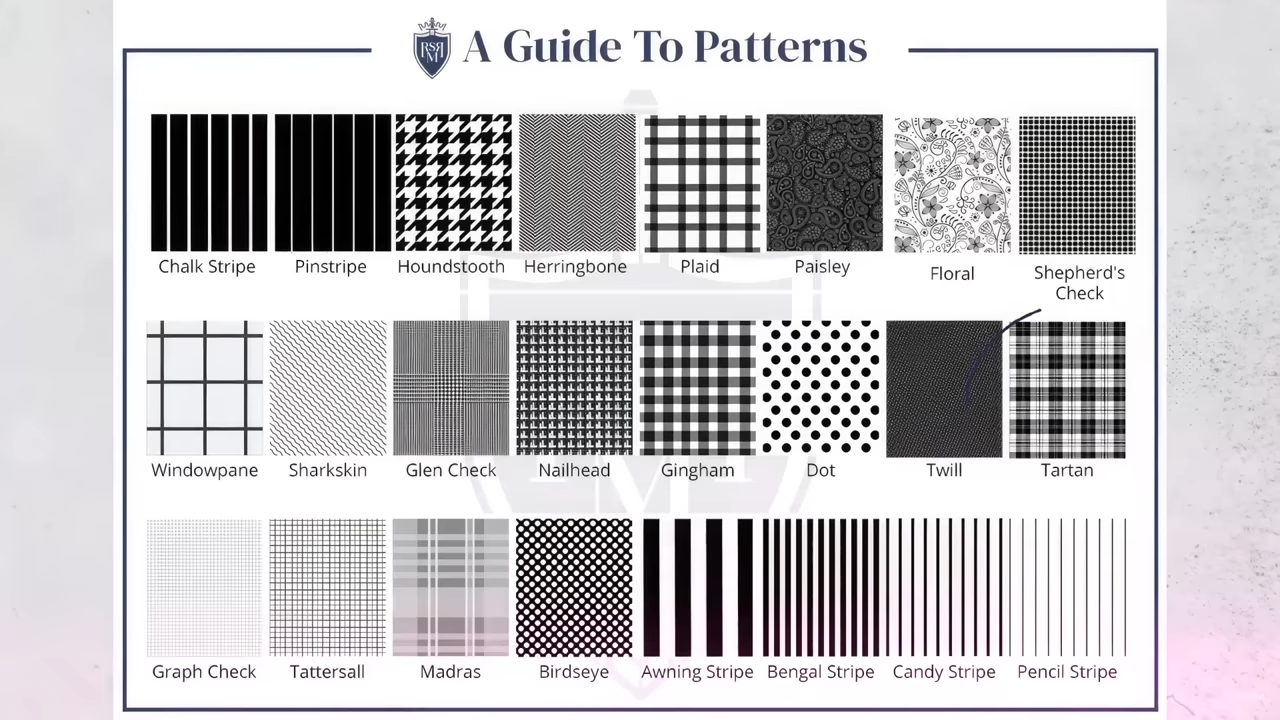 RSR
M
A Guide To Patterns
Chalk Stripe
Pinstripe
Houndstooth
Herringbone
Plaid
Paisley
Floral
Shepherd's
Check
Windowpane
Sharkskin
Glen Check
Nailhead
Gingham
Dot
Twill
Tartan
Graph Check
Tattersall
Madras
Birdseye
Awning Stripe
Bengal Stripe
Candy Stripe
Pencil Stripe